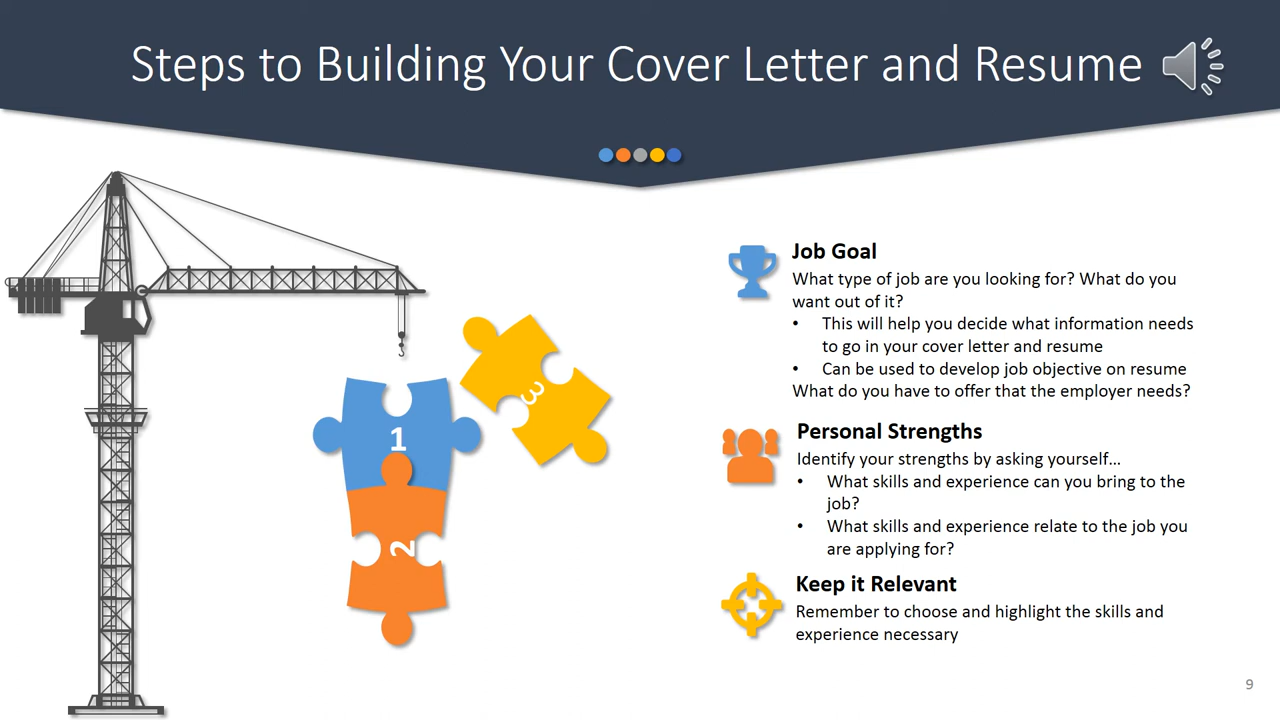 Steps to Building Your Cover Letter and Resume
1
2
3
Job Goal
What type of job are you looking for? What do you
want out of it?
• This will help you decide what information needs
to go in your cover letter and resume
• Can be used to develop job objective on resume
What do you have to offer that the employer needs?
Personal Strengths
Identify your strengths by asking yourself…
• What skills and experience can you bring to the
job?
• What skills and experience relate to the job you
are applying for?
Keep it Relevant
Remember to choose and highlight the skills and
experience necessary
9